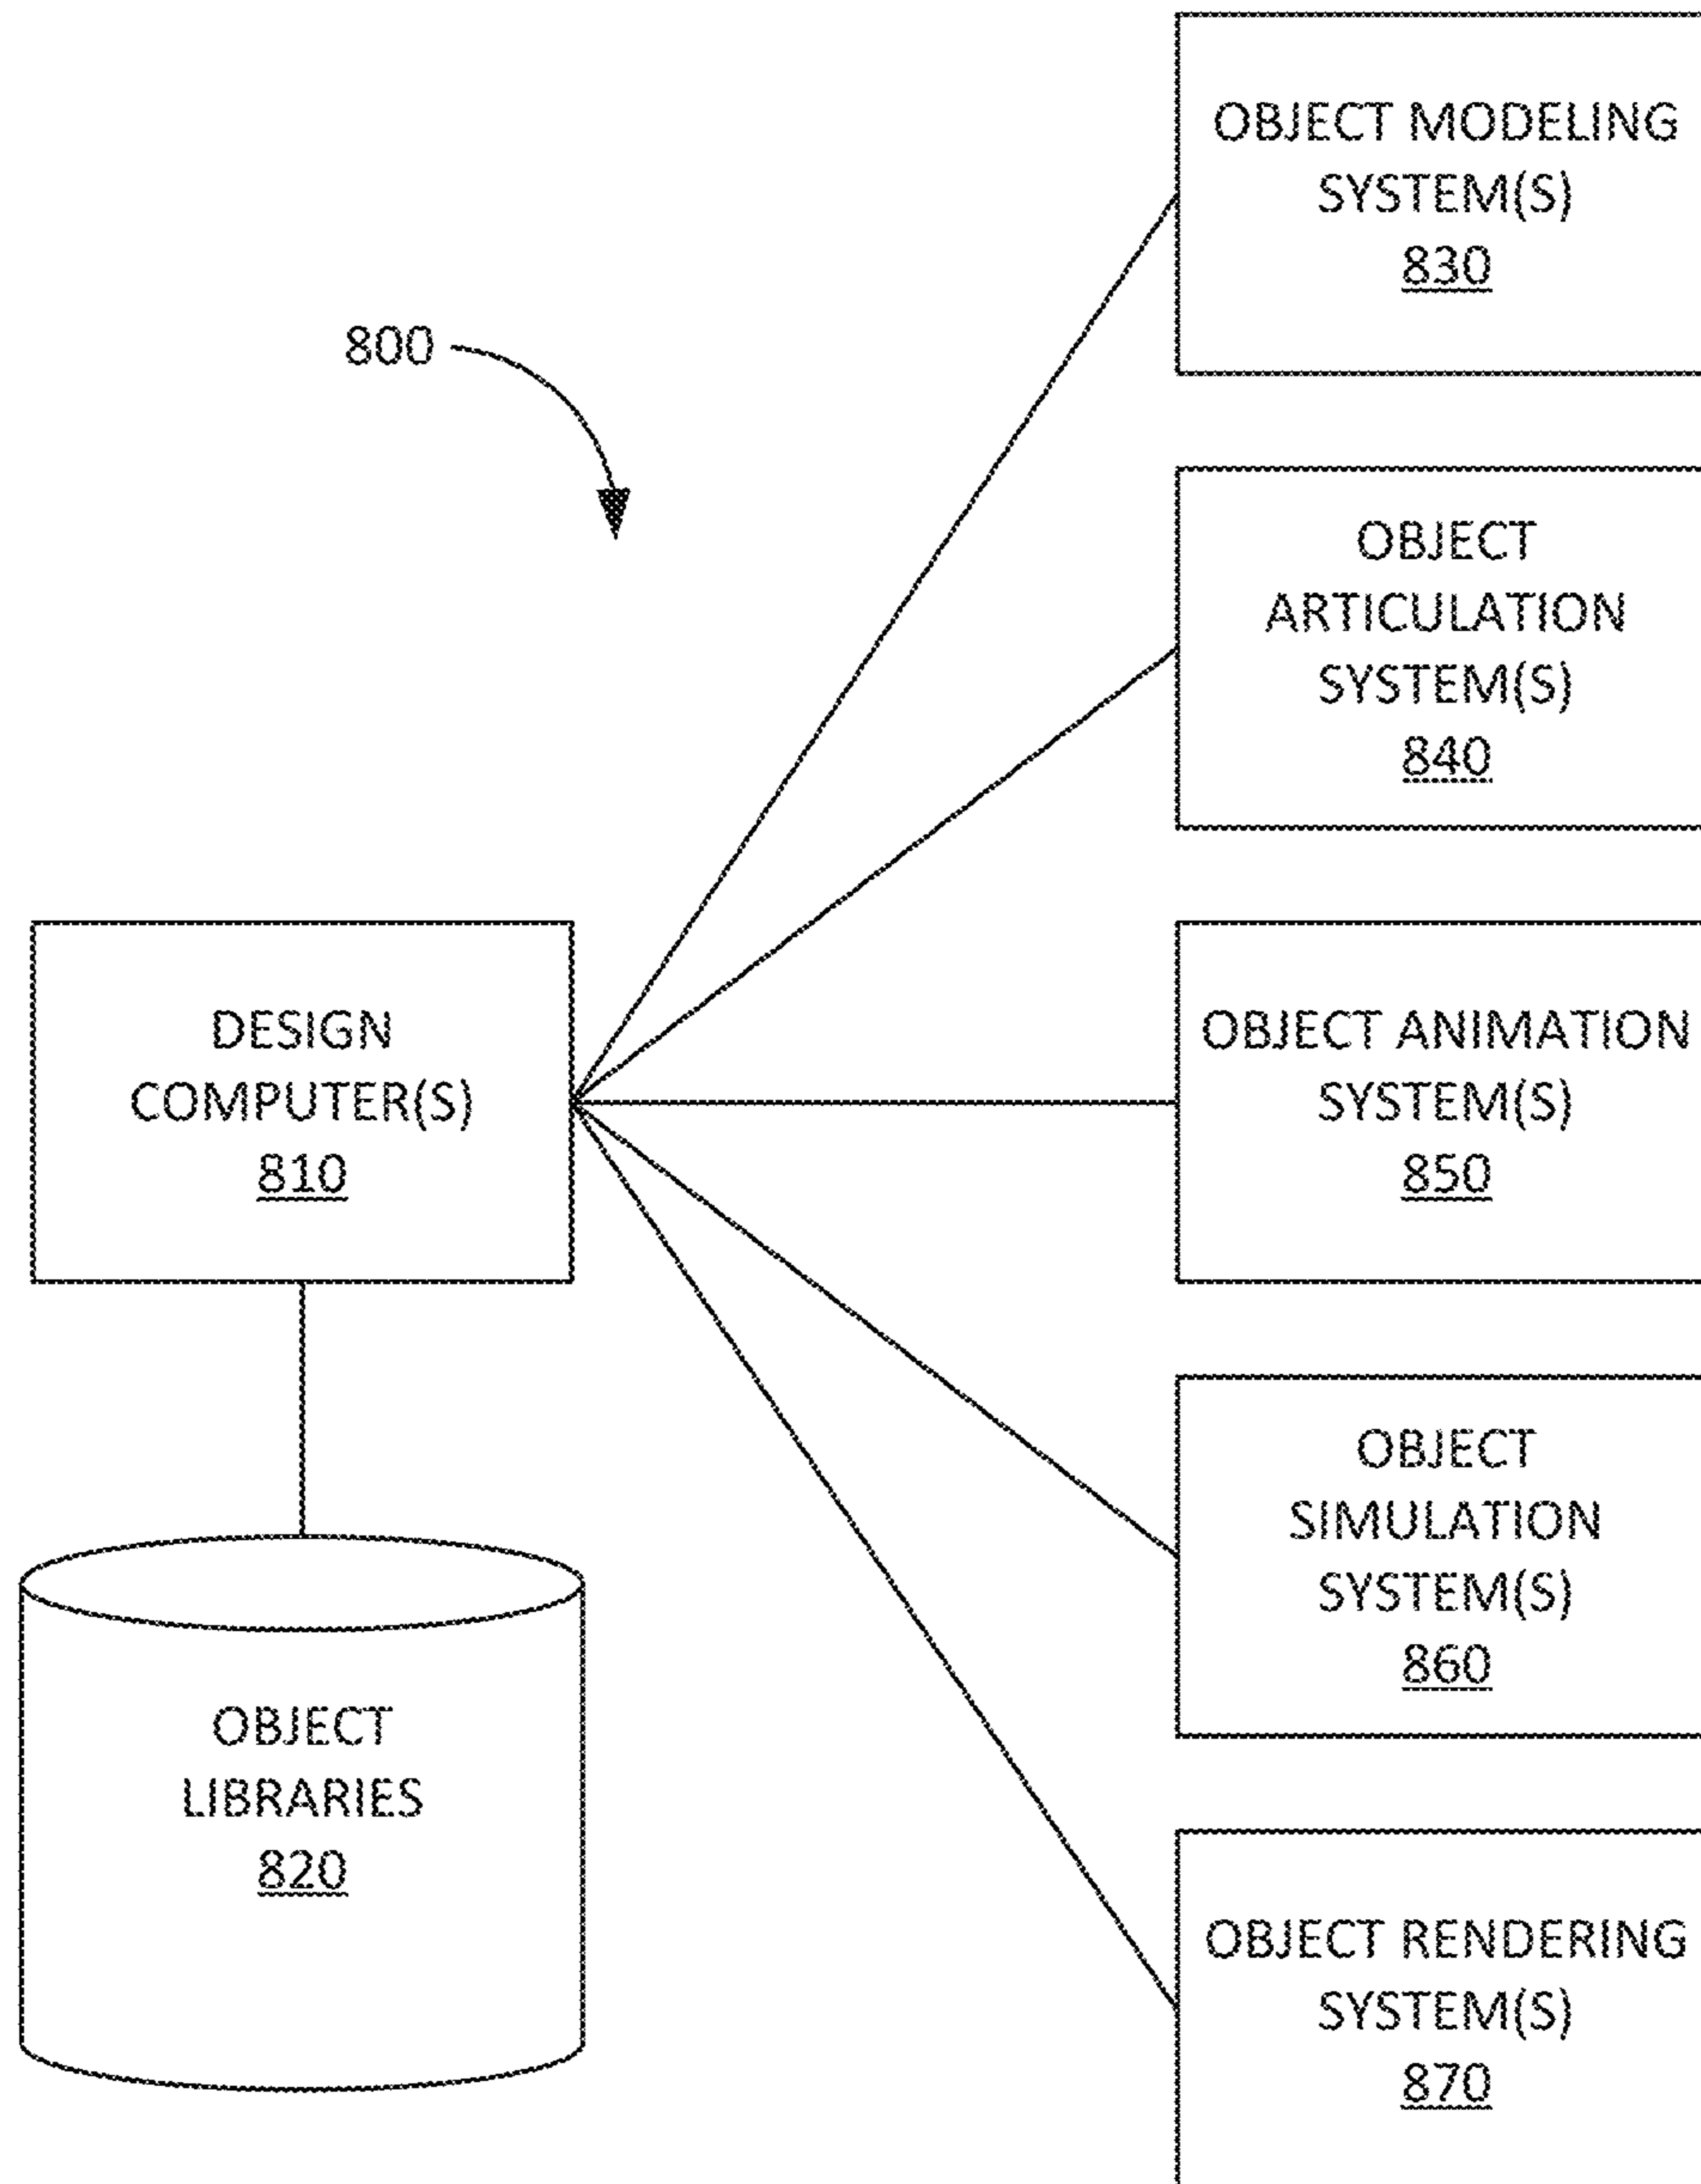 OBJECT MODELING
SYSTEM(S)
830
800
OBJECT
ARTICULATION
SYSTEM(S)
840
DESIGN
COMPUTER(S)
810
OBJECT ANIMATION
SYSTEM(S)
850
OBJECT
SIMULATION
SYSTEM(S)
860
OBJECT
LIBRARIES
820
OBJECT RENDERING
SYSTEM(S)
870